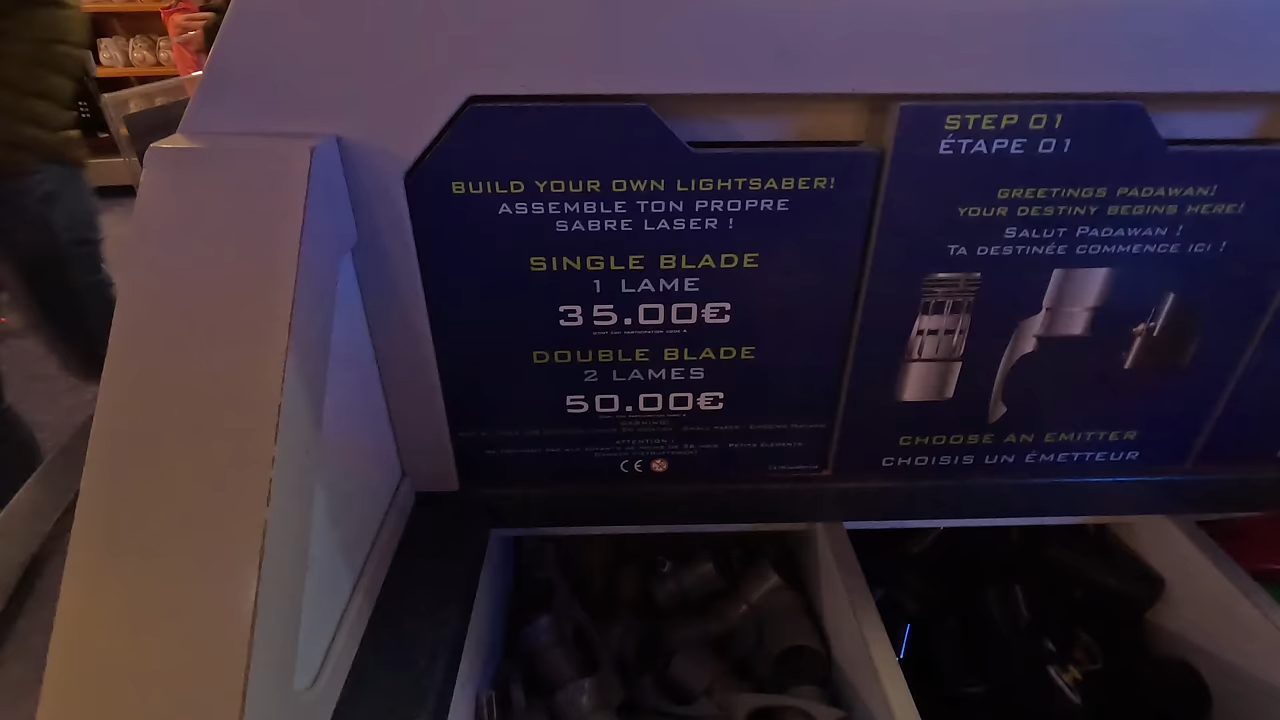 BUILD YOUR OWN LIGHTSABER!
ASSEMBLE TON PROPRE
SABRE LASER !
SINGLE BLADE
1 LAME
35.00€
DOUBLE BLADE
2 LAMES
50.00€
WARNING!
ATTENTION !
CE
STEP 01
ÉTAPE 01
GREETINGS PADAWAN!
YOUR DESTINY BEGINS HERE!
SALUT PADAWAN !
TA DESTINÉE COMMENCE ICI !
CHOOSE AN EMITTER
CHOISIS UN ÉMETTEUR